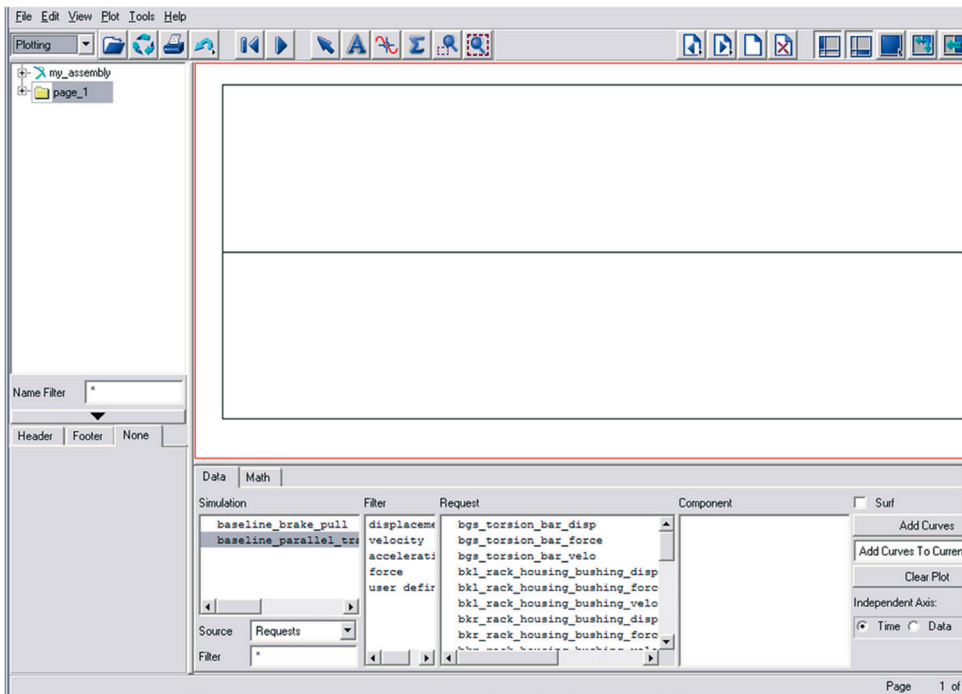 File Edit View Plot Tools Help
Plotting
my_assembly
page_1
Name Filter *
Header Footer None
Data Math
Simulation
baseline_brake_pull
baseline_parallel_tra
Source Requests
Filter *
Filter
displaceme
velocity
accelerati
force
user defir
Request
bgs_torsion_bar_disp
bgs_torsion_bar_force
bgs_torsion_bar_velo
bkl_rack_housing_bushing_disp
bkl_rack_housing_bushing_forc
bkl_rack_housing_bushing_velo
bkr_rack_housing_bushing_disp
bkr_rack_housing_bushing_forc
Component
Surf
Add Curves
Add Curves To Curren
Clear Plot
Independent Axis:
Time Data
Page 1 of